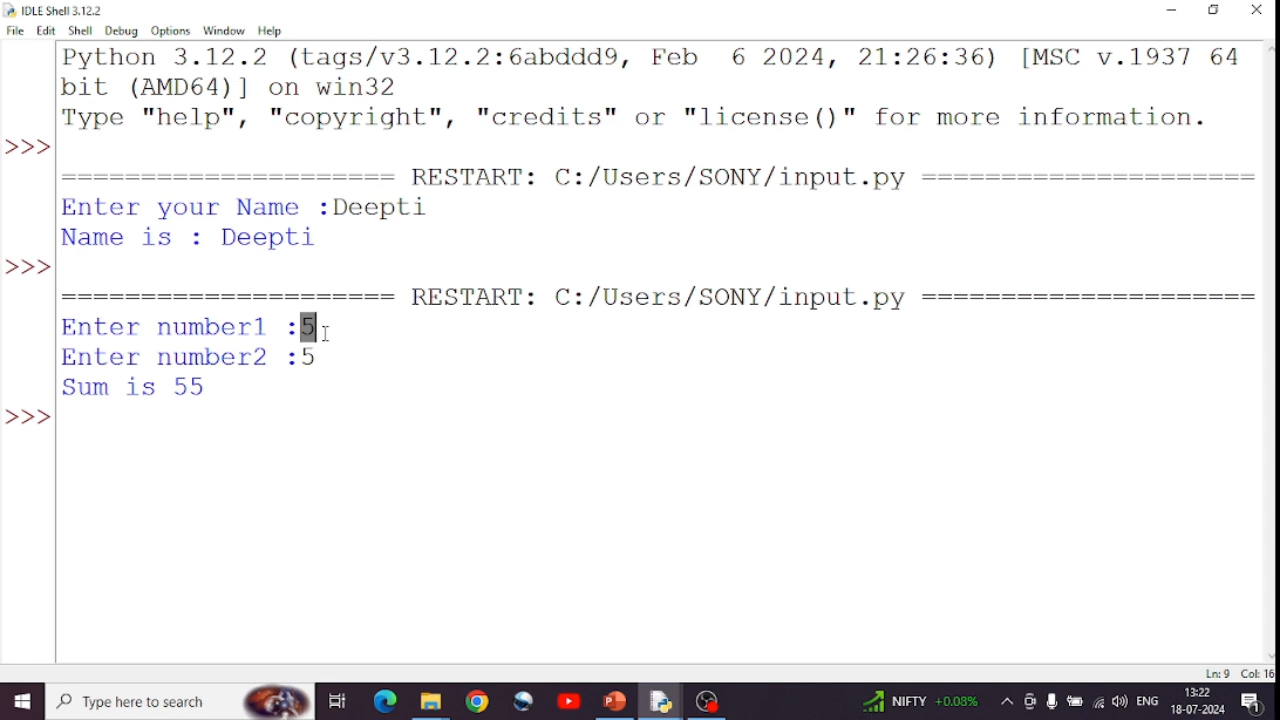 IDLE Shell 3.12.2
File Edit Shell Debug Options Window Help
Python 3.12.2 (tags/v3.12.2:6abddd9, Feb  6 2024, 21:26:36) [MSC v.1937 64
bit (AMD64)] on win32
Type "help", "copyright", "credits" or "license()" for more information.
>>>
===================== RESTART: C:/Users/SONY/input.py =====================
Enter your Name :Deepti
Name is : Deepti
>>>
===================== RESTART: C:/Users/SONY/input.py =====================
Enter number1 :5
Enter number2 :5
Sum is 55
>>>
Ln: 9 Col: 16
Type here to search
NIFTY +0.08%
ENG
13:22
18-07-2024
1